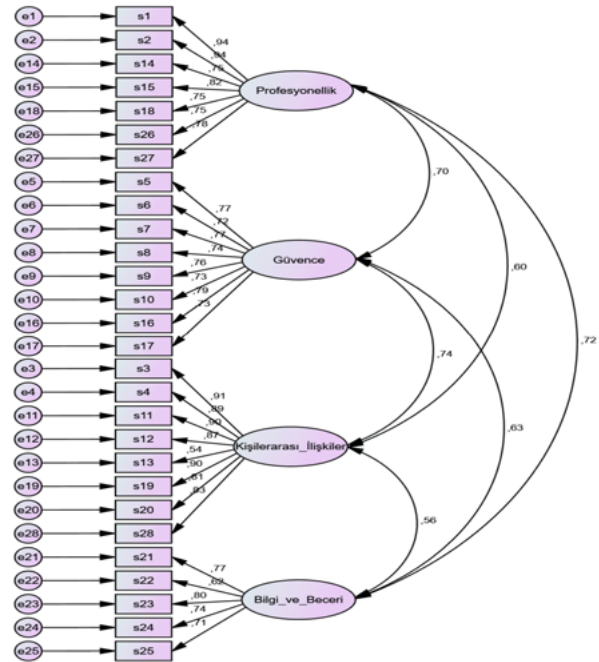 e1 s1
e2 s2
e14 s14
e15 s15
e18 s18
e26 s26
e27 s27
,94
,94
,75
,82
,75
,75
,78
Profesyonellik
e5 s5
e6 s6
e7 s7
e8 s8
e9 s9
e10 s10
e16 s16
e17 s17
,77
,72
,77
,74
,76
,73
,79
,73
Güvence
e3 s3
e4 s4
e11 s11
e12 s12
e13 s13
e19 s19
e20 s20
e28 s28
,91
,89
,90
,87
,54
,90
,81
,83
Kişilerarası_İlişkiler
e21 s21
e22 s22
e23 s23
e24 s24
e25 s25
,77
,62
,80
,74
,71
Bilgi_ve_Beceri
,70
,60
,72
,74
,63
,56